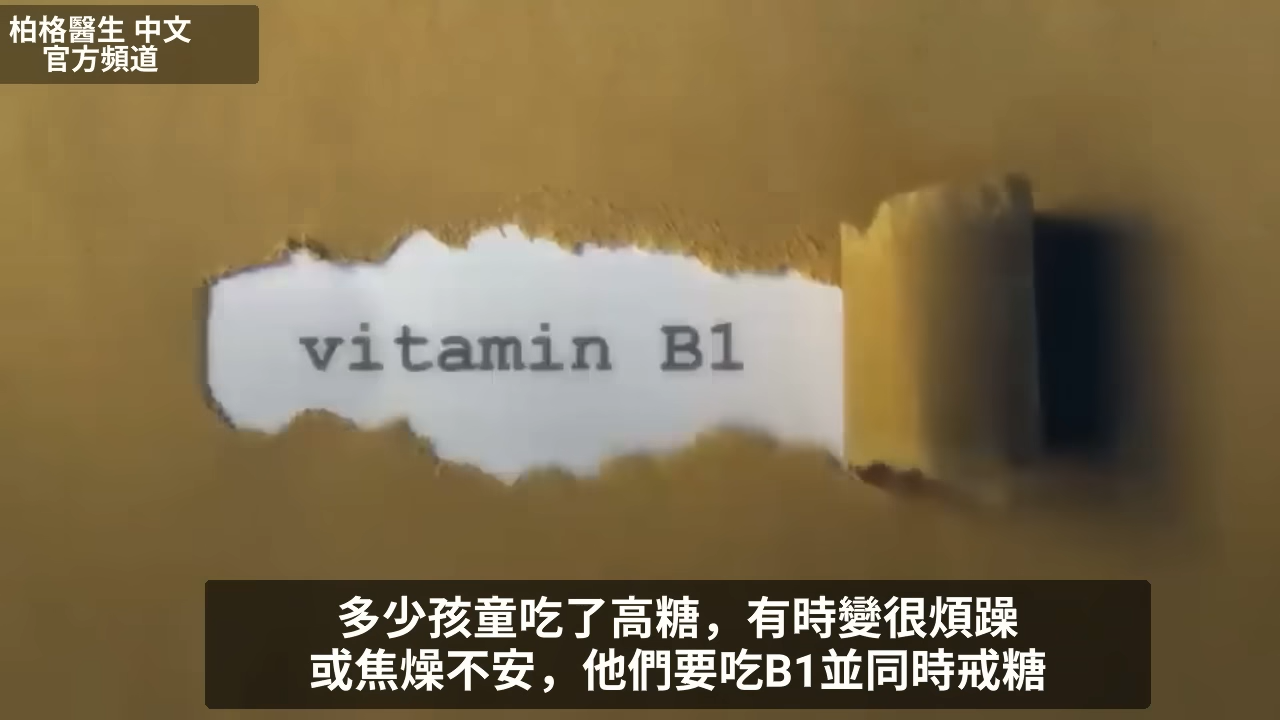 柏格醫生 中文
官方頻道
vitamin B1
多少孩童吃了高糖，有時變很煩躁
或焦燥不安，他們要吃B1並同時戒糖